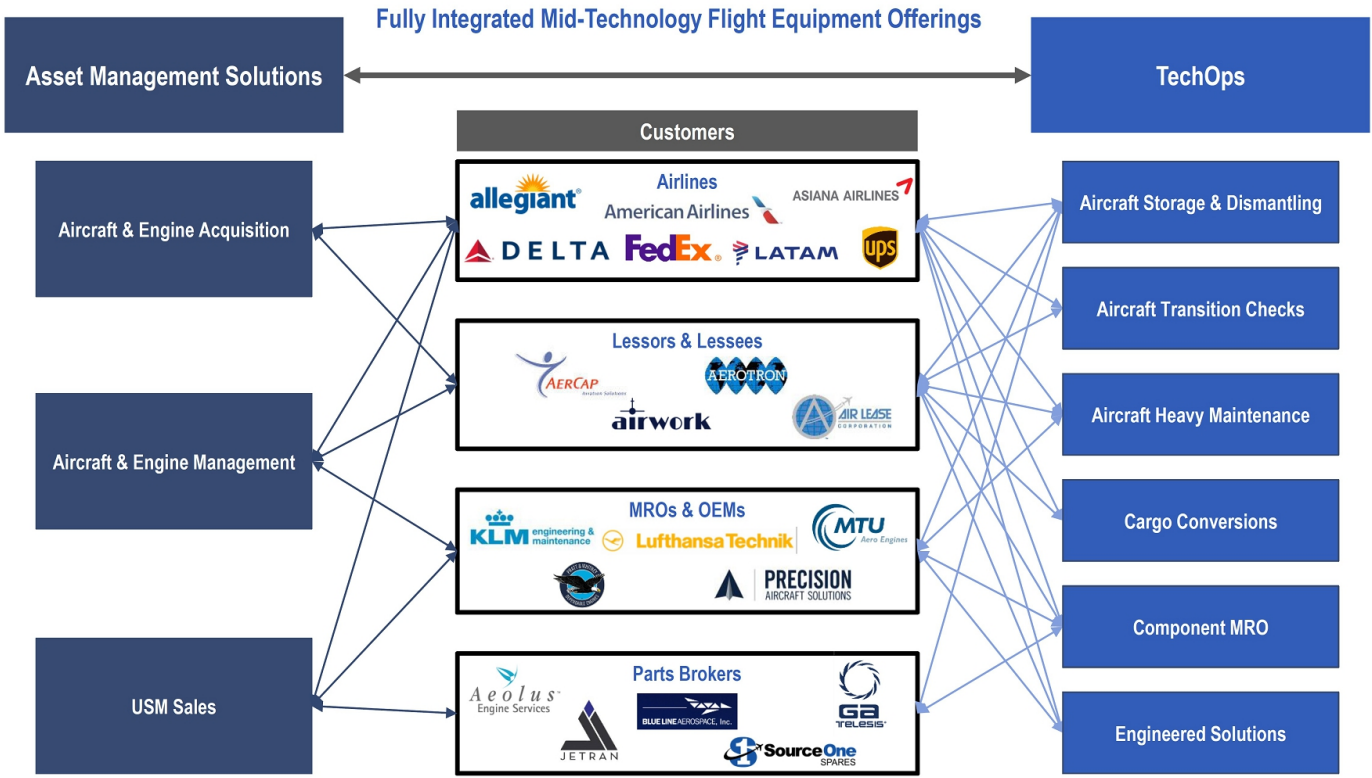 Fully Integrated Mid-Technology Flight Equipment Offerings
Asset Management Solutions
TechOps
Customers
Aircraft & Engine Acquisition
Aircraft & Engine Management
USM Sales
Airlines
allegiant
American Airlines
ASIANA AIRLINES
DELTA
FedEx
LATAM
ups
Lessors & Lessees
AERCAP
Aviation Solutions
AEROTRON
airwork
AIR LEASE
CORPORATION
MROs & OEMs
KLM engineering &
maintenance
Lufthansa Technik
MTU
Aero Engines
PRECISION
AIRCRAFT SOLUTIONS
Parts Brokers
Aeolus
Engine Services
JETRAN
BLUE LINE AEROSPACE, Inc.
GA
TELESIS
1 SourceOne
SPARES
Aircraft Storage & Dismantling
Aircraft Transition Checks
Aircraft Heavy Maintenance
Cargo Conversions
Component MRO
Engineered Solutions